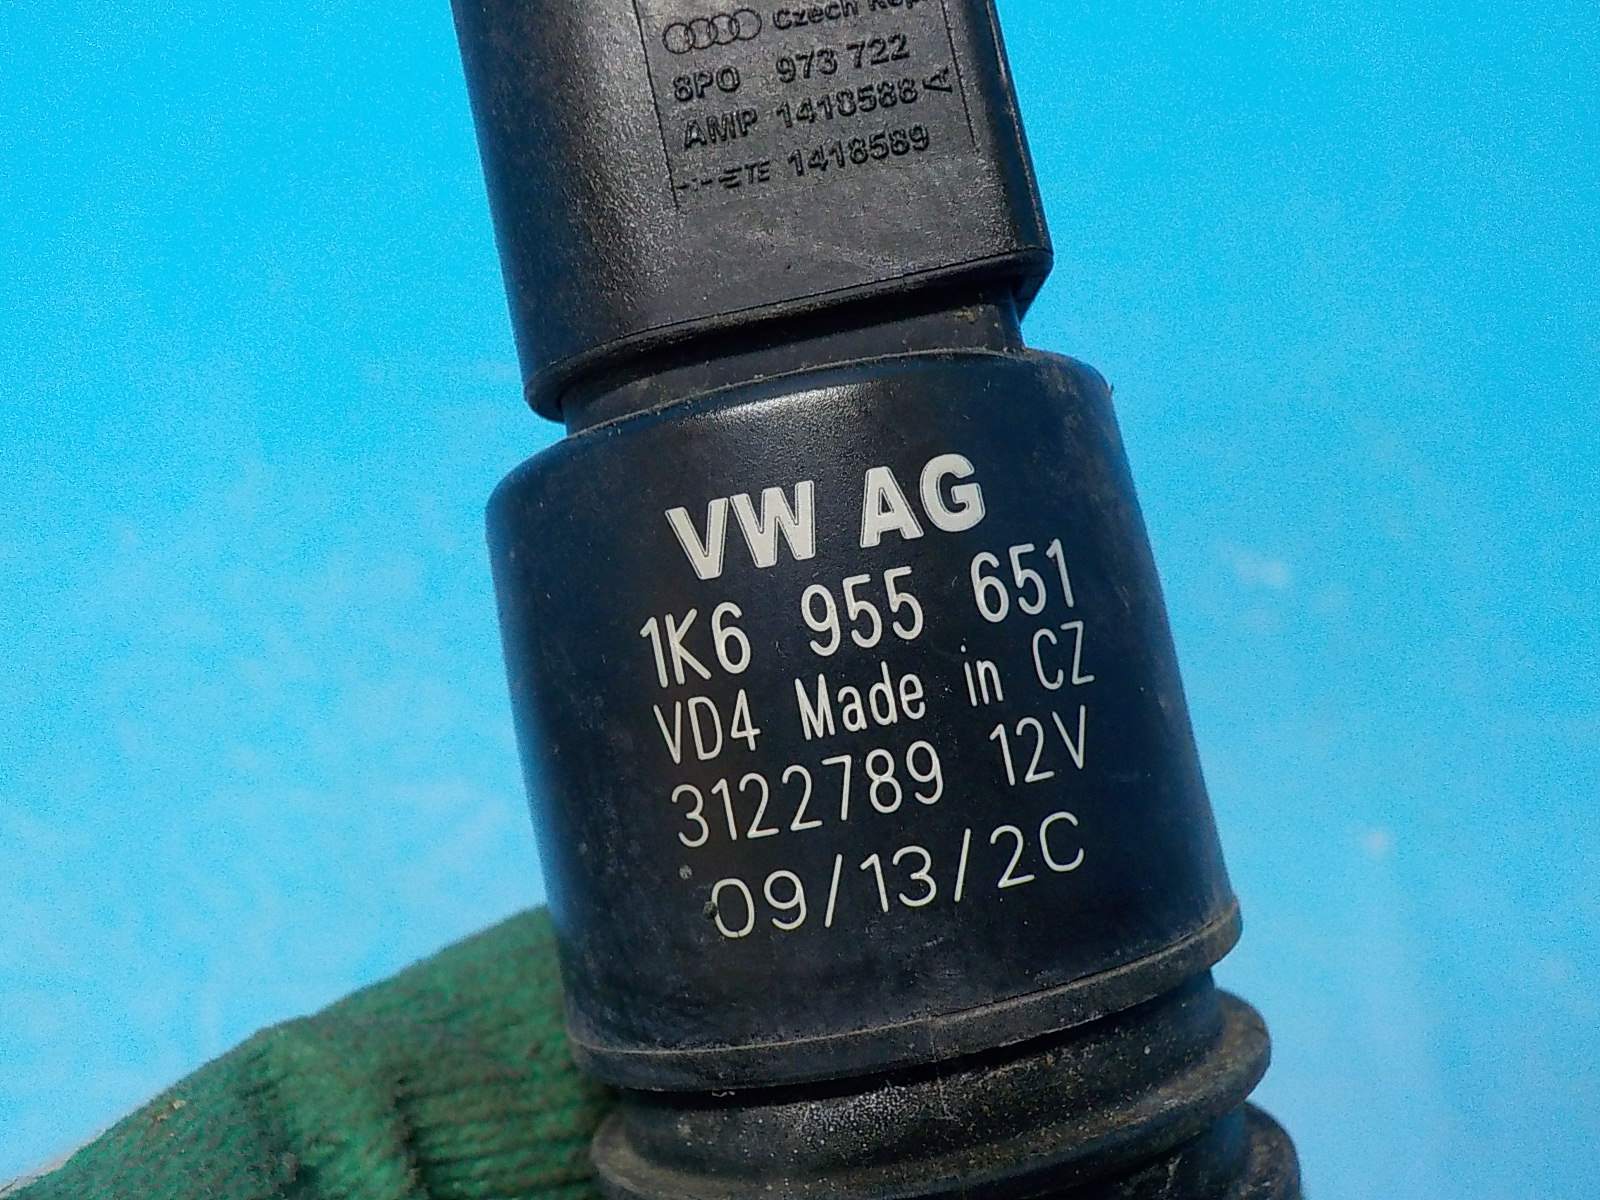 Czech Rep
8P0 973 722
A
AMP 1418588
1418589
VW AG
1K6 955 651
VD4 Made in CZ
3122789 12V
09/13/2C